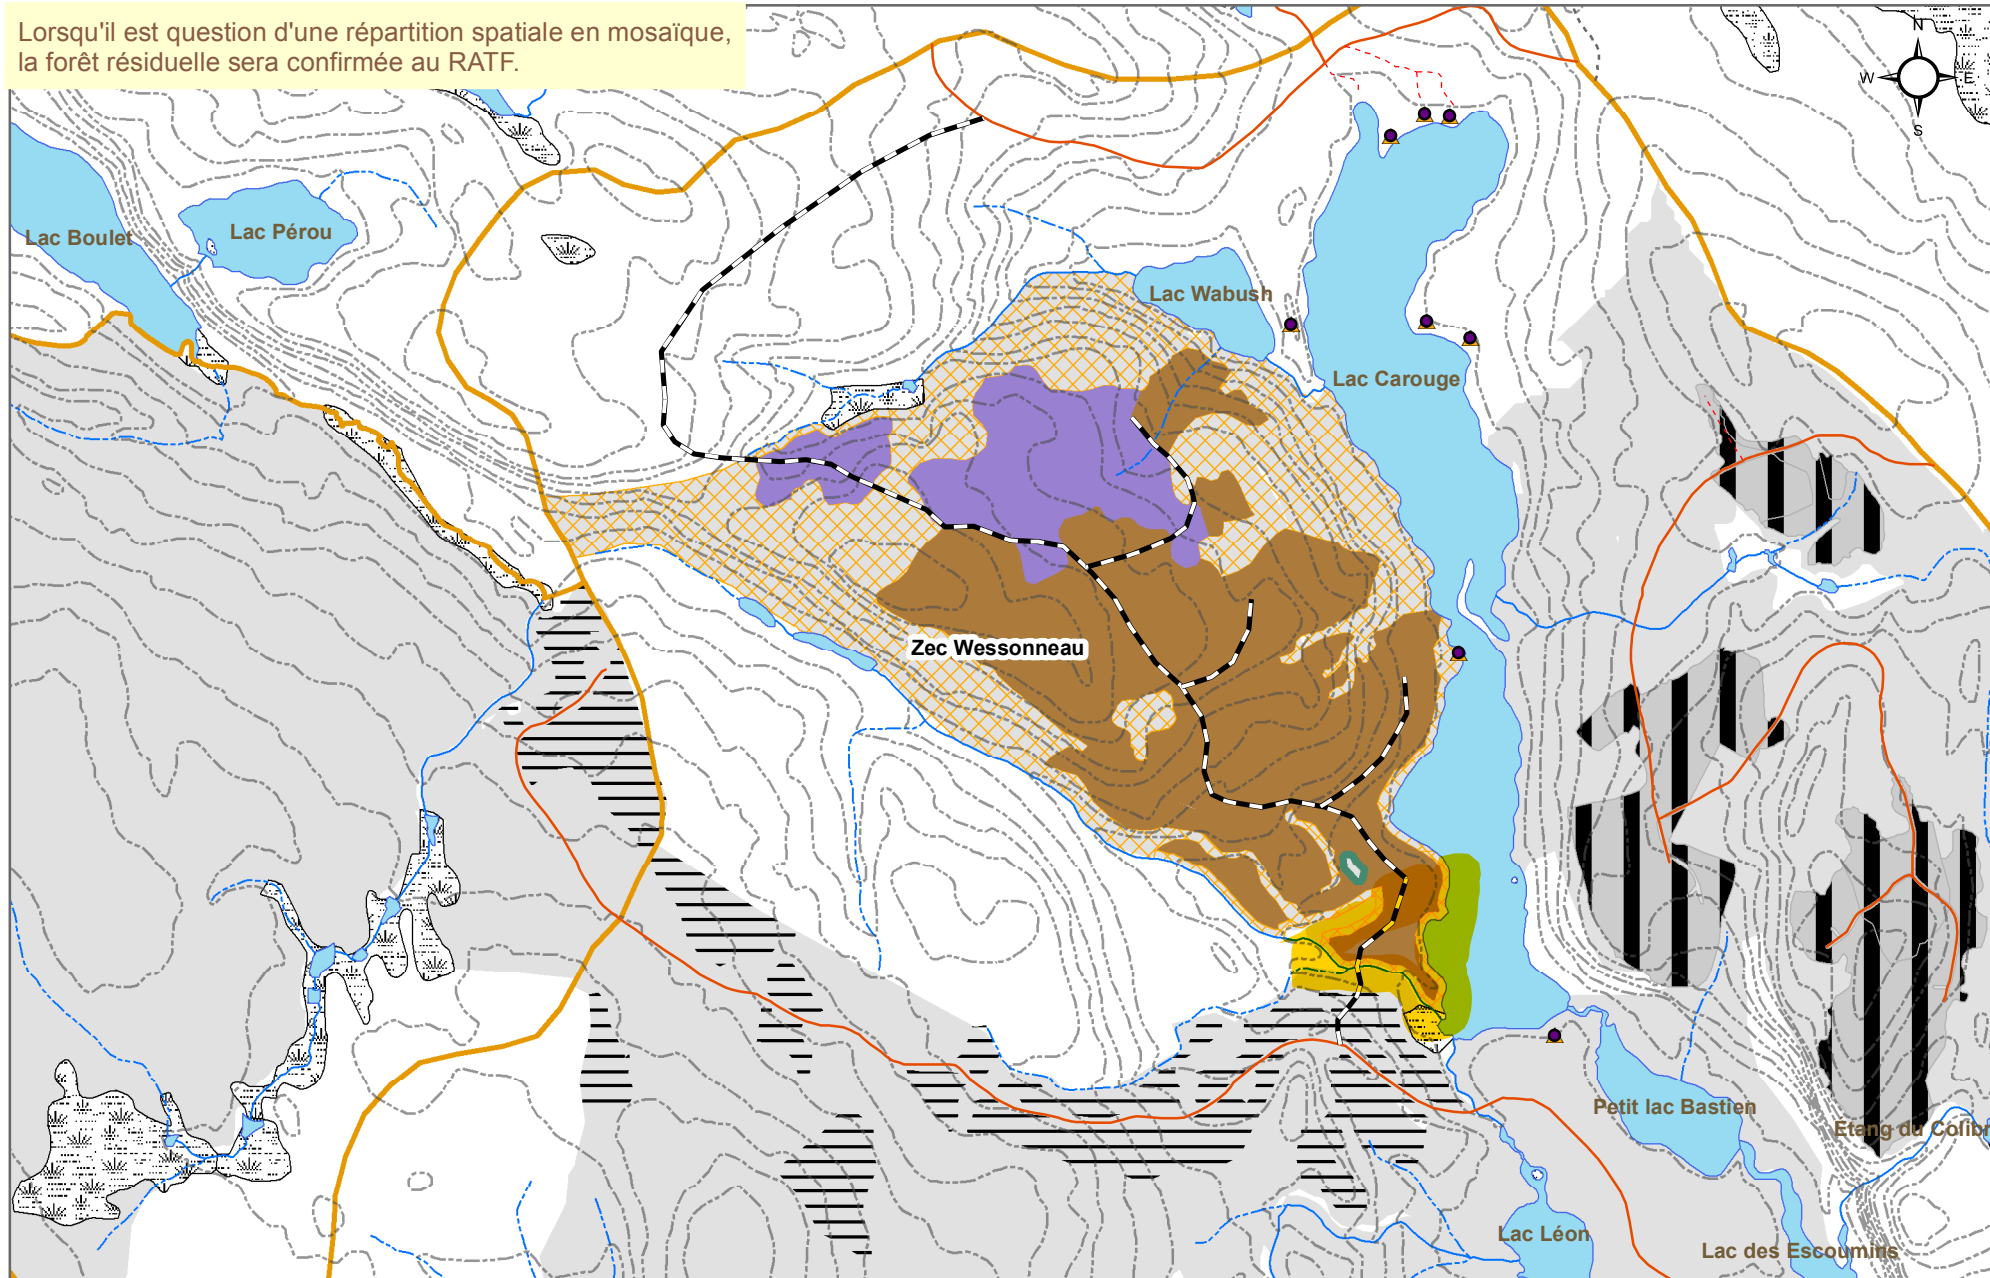 Lorsqu'il est question d'une répartition spatiale en mosaïque,
la forêt résiduelle sera confirmée au RATF.
N
W
E
S
Lac Boulet
Lac Pérou
Lac Wabush
Lac Carouge
Zec Wessonneau
Petit lac Bastien
Étang du Colibri
Lac Léon
Lac des Escoumins